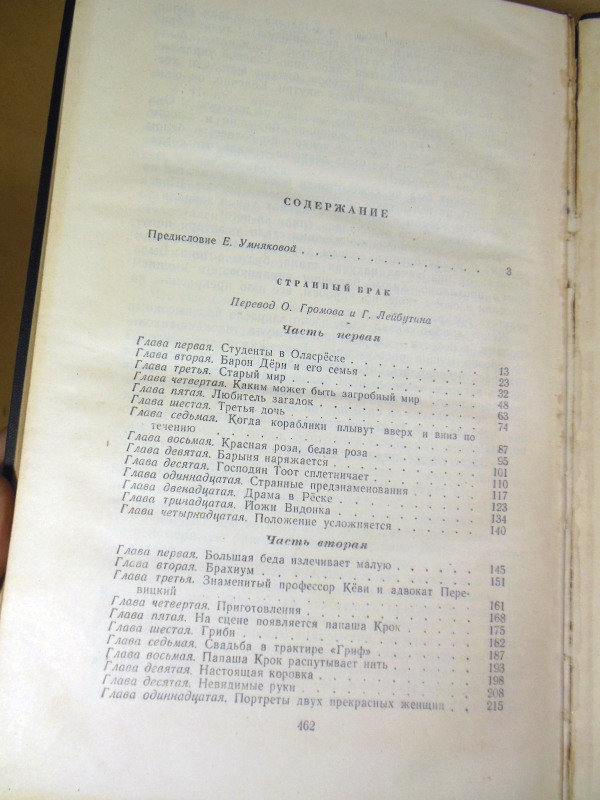 СОДЕРЖАНИЕ
Предисловие Е. Умняковой . . . . . . . . . . . . . . 3
СТРАННЫЙ БРАК
Перевод О. Громова и Г. Лейбутина
Часть первая
Глава первая. Студенты в Оласрёске . . . . . . . . . 13
Глава вторая. Барон Дёри и его семья . . . . . . . . 23
Глава третья. Старый мир . . . . . . . . . . . . . 32
Глава четвертая. Каким может быть загробный мир . . . . 48
Глава пятая. Любитель загадок . . . . . . . . . . . 63
Глава шестая. Третья дочь . . . . . . . . . . . . . 74
Глава седьмая. Когда кораблики плывут вверх и вниз по
течению . . . . . . . . . . . . . . . . . . 87
Глава восьмая. Красная роза, белая роза . . . . . . . 95
Глава девятая. Барыня наряжается . . . . . . . . . . 101
Глава десятая. Господин Тоот сплетничает . . . . . . . 110
Глава одиннадцатая. Странные предзнаменования . . . . . 117
Глава двенадцатая. Драма в Рёске . . . . . . . . . . 123
Глава тринадцатая. Йожи Видонка . . . . . . . . . . 134
Глава четырнадцатая. Положение усложняется . . . . . . 140
Часть вторая
Глава первая. Большая беда излечивает малую . . . . . . 145
Глава вторая. Брахиум . . . . . . . . . . . . . . 151
Глава третья. Знаменитый профессор Кёви и адвокат Пере-
вицкий . . . . . . . . . . . . . . . . . . 161
Глава четвертая. Приготовления . . . . . . . . . . . 168
Глава пятая. На сцене появляется папаша Крок . . . . . 175
Глава шестая. Гриби . . . . . . . . . . . . . . . 182
Глава седьмая. Свадьба в трактире «Гриф» . . . . . . . 187
Глава восьмая. Папаша Крок распутывает нить . . . . . 193
Глава девятая. Настоящая коровка . . . . . . . . . . 198
Глава десятая. Невидимые руки . . . . . . . . . . . 208
Глава одиннадцатая. Портреты двух прекрасных женщин . . 215
462